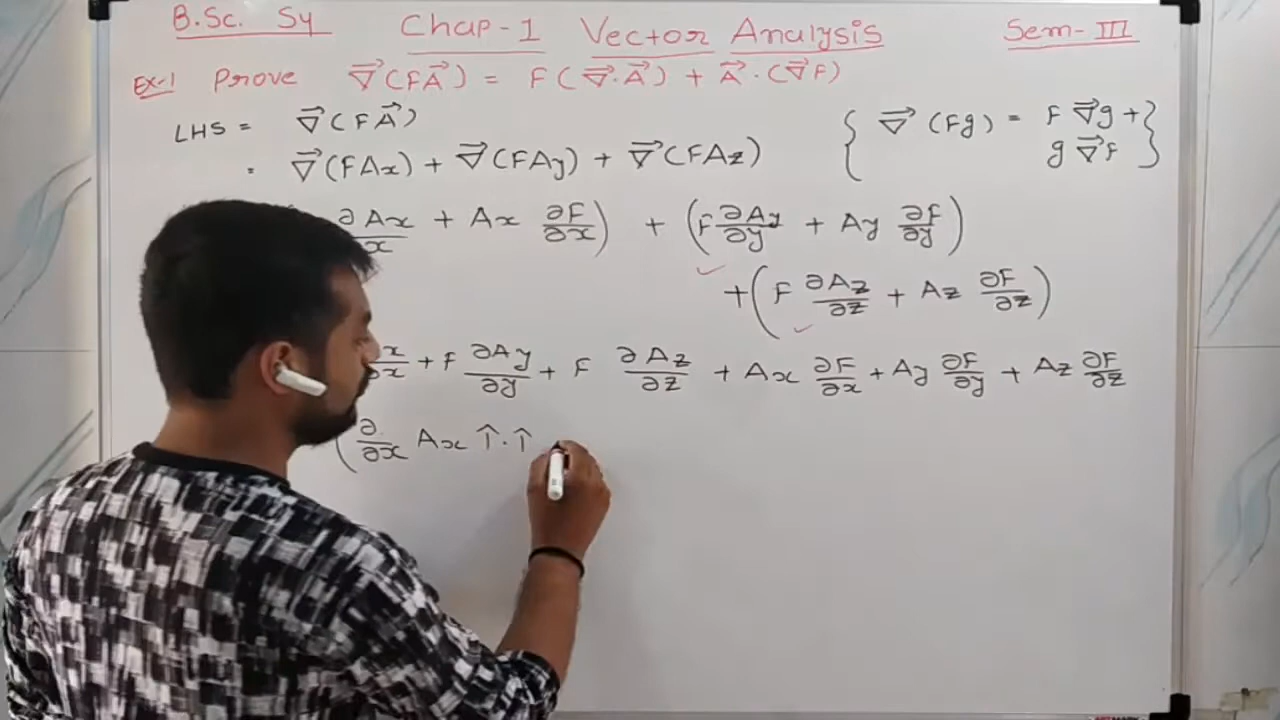 B.Sc. Sy Chap-1 Vector Analysis Sem-III
Ex-1 Prove ∇⃗(FA⃗) = F(∇⃗.A⃗) + A⃗.(∇⃗F)
LHS = ∇⃗(FA⃗)
{ ∇⃗(Fg) = F∇⃗g +
g∇⃗F }
= ∇⃗(FAx) + ∇⃗(FAy) + ∇⃗(FAz)
∂Ax/∂x + Ax ∂F/∂x) + (F ∂Ay/∂y + Ay ∂F/∂y)
+(F ∂Az/∂z + Az ∂F/∂z)
x/∂x + F ∂Ay/∂y + F ∂Az/∂z + Ax ∂F/∂x + Ay ∂F/∂y + Az ∂F/∂z
(∂/∂x Ax î.î